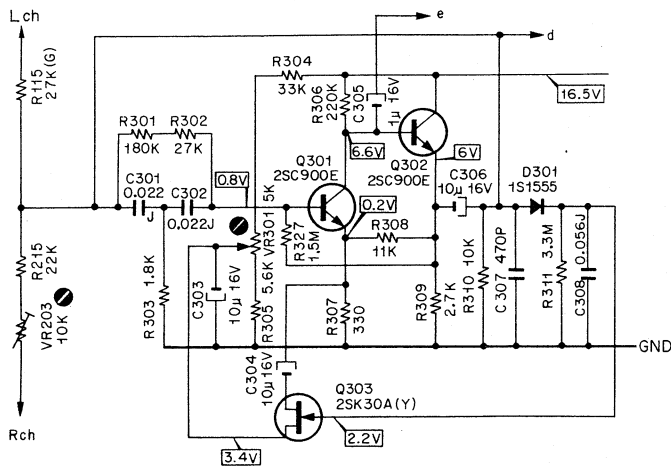 Lch
e
d
R115
27K(G)
R304
33K
R306
220K
C305
1μ 16V
16.5V
R301
180K
R302
27K
6.6V
Q302
2SC900E
6V
C301
0.022
J
C302
0.022J
0.8V
Q301
2SC900E
C306
10μ 16V
D301
1S1555
0.2V
VR301 5K
R327
1.5M
R308
11K
R215
22K
VR203
10K
R303 1.8K
C303
10μ 16V
R305 5.6K
R307
330
R309
2.7K
R310 10K
C307 470P
R311 3.3M
C308 0.056J
GND
C304
10μ16V
Q303
2SK30A(Y)
2.2V
3.4V
Rch